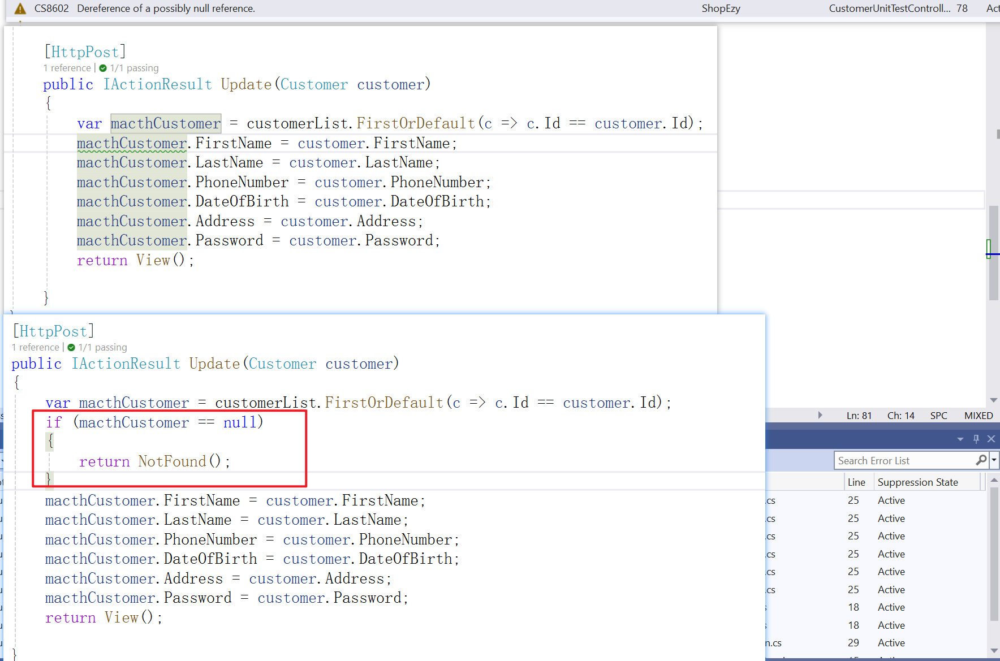 CS8602 Dereference of a possibly null reference. ShopEzy CustomerUnitTestControll... 78 Act
[HttpPost]
1 reference | 1/1 passing
public IActionResult Update(Customer customer)
{
var macthCustomer = customerList.FirstOrDefault(c => c.Id == customer.Id);
macthCustomer.FirstName = customer.FirstName;
macthCustomer.LastName = customer.LastName;
macthCustomer.PhoneNumber = customer.PhoneNumber;
macthCustomer.DateOfBirth = customer.DateOfBirth;
macthCustomer.Address = customer.Address;
macthCustomer.Password = customer.Password;
return View();
}
[HttpPost]
1 reference | 1/1 passing
public IActionResult Update(Customer customer)
{
var macthCustomer = customerList.FirstOrDefault(c => c.Id == customer.Id);
if (macthCustomer == null)
{
return NotFound();
}
macthCustomer.FirstName = customer.FirstName;
macthCustomer.LastName = customer.LastName;
macthCustomer.PhoneNumber = customer.PhoneNumber;
macthCustomer.DateOfBirth = customer.DateOfBirth;
macthCustomer.Address = customer.Address;
macthCustomer.Password = customer.Password;
return View();
}
Ln: 81 Ch: 14 SPC MIXED
Search Error List
Line Suppression State
.cs 25 Active
.cs 25 Active
.cs 25 Active
.cs 25 Active
.cs 25 Active
.cs 25 Active
18 Active
18 Active
n.cs 29 Active